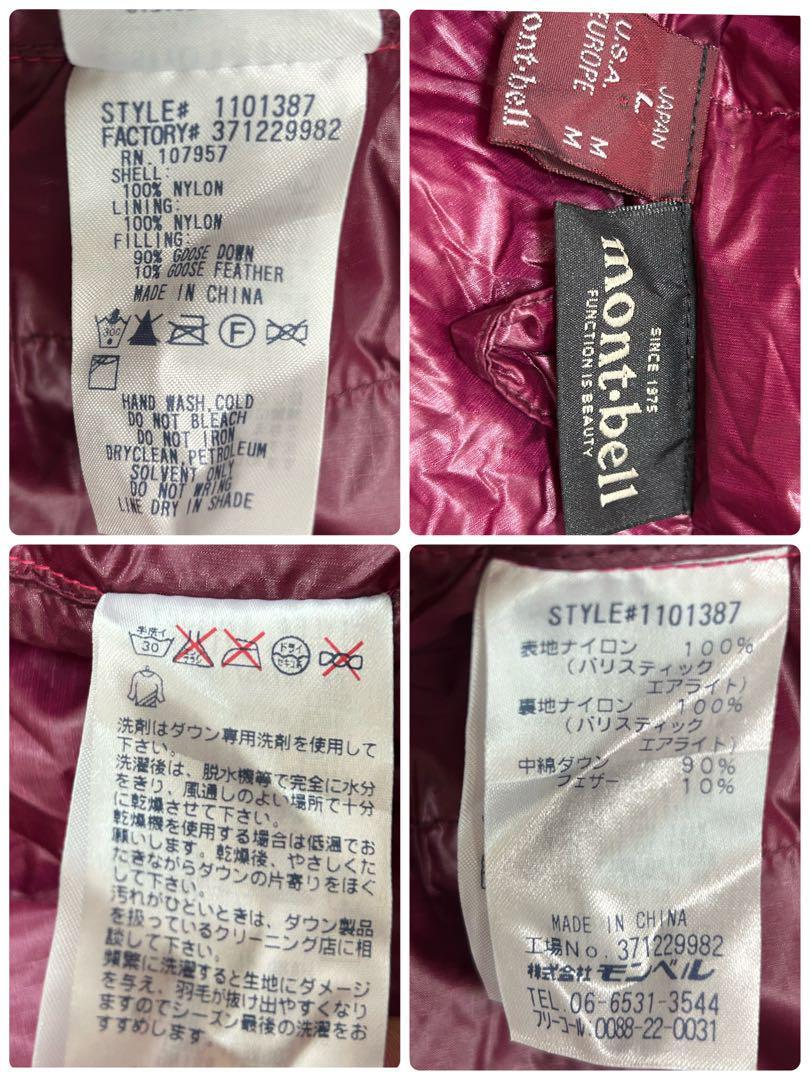 STYLE# 1101387
FACTORY# 371229982
RN. 107957
SHELL:
100% NYLON
LINING:
100% NYLON
FILLING:
90% GOOSE DOWN
10% GOOSE FEATHER
MADE IN CHINA
30C
F
HAND WASH,COLD
DO NOT BLEACH
DO NOT IRON
DRYCLEAN,PETROLEUM
SOLVENT ONLY
DO NOT WRING
LINE DRY IN SHADE
JAPAN L
U.S.A. M
EUROPE M
mont-bell
SINCE 1975
mont-bell
FUNCTION IS BEAUTY
手洗イ
30
エンソ
サラシ
ドライ
セキユ系
洗剤はダウン専用洗剤を使用して
下さい。
洗濯後は、脱水機等で完全に水分
をきり、風通しのよい場所で十分
に乾燥させて下さい。
乾燥機を使用する場合は低温でお
願いします。乾燥後、やさしくた
たきながらダウンの片寄りをほぐ
して下さい。
汚れがひどいときは、ダウン製品
を扱っているクリーニング店に相
談して下さい。
頻繁に洗濯すると生地にダメージ
を与え、羽毛が抜け出やすくなり
ますのでシーズン最後の洗濯をお
すすめします。
STYLE#1101387
表地ナイロン 100%
(バリスティック
エアライト)
裏地ナイロン 100%
(バリスティック
エアライト)
中綿ダウン 90%
フェザー 10%
MADE IN CHINA
工場No. 371229982
株式会社モンベル
TEL.06-6531-3544
フリーコール.0088-22-0031